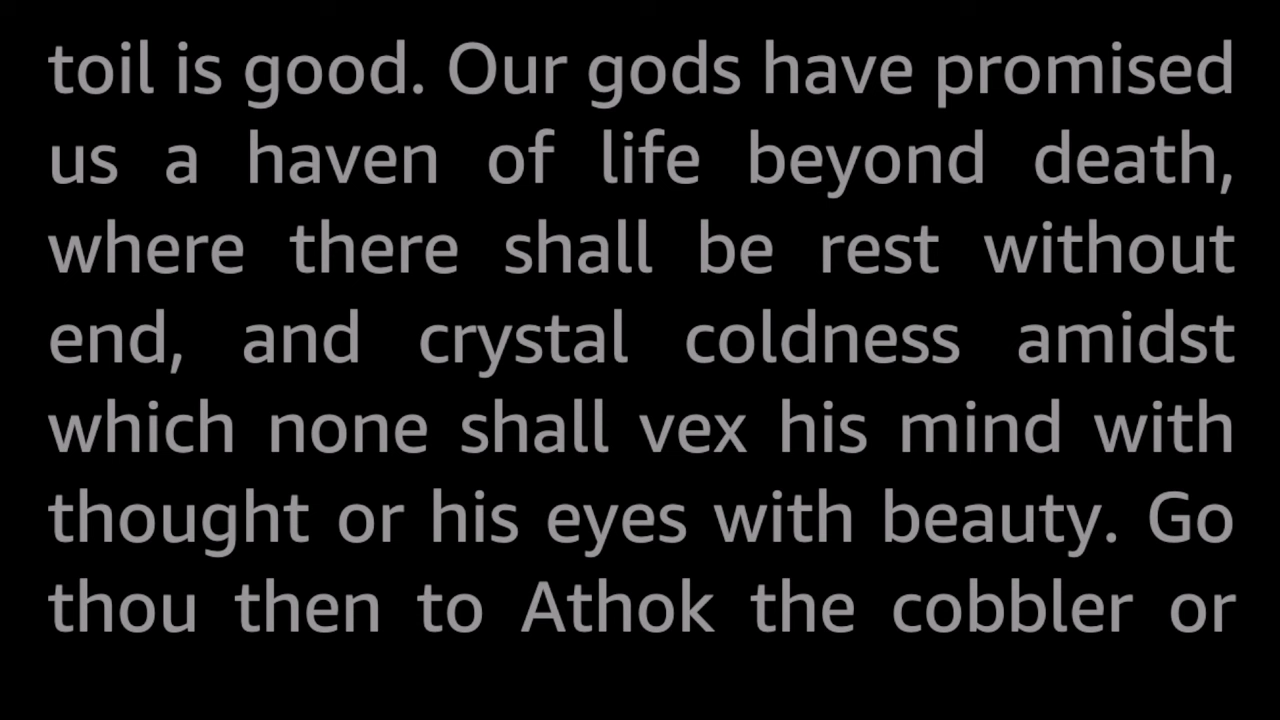 toil is good. Our gods have promised
us a haven of life beyond death,
where there shall be rest without
end, and crystal coldness amidst
which none shall vex his mind with
thought or his eyes with beauty. Go
thou then to Athok the cobbler or